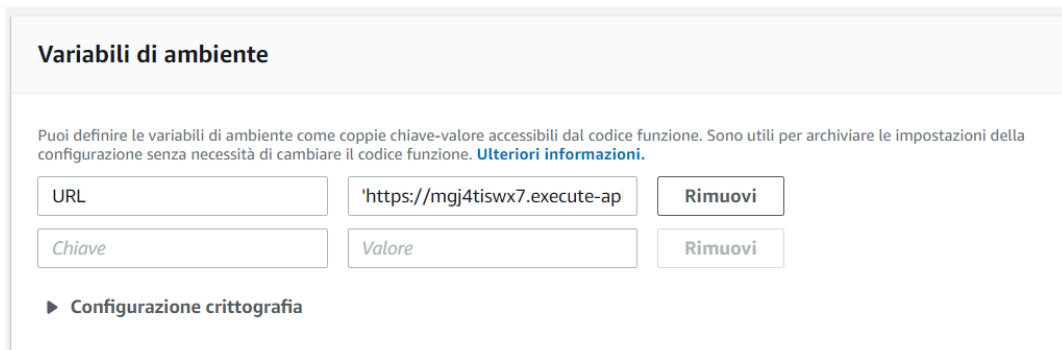 Variabili di ambiente
Puoi definire le variabili di ambiente come coppie chiave-valore accessibili dal codice funzione. Sono utili per archiviare le impostazioni della
configurazione senza necessità di cambiare il codice funzione. Ulteriori informazioni.
URL 'https://mgj4tiswx7.execute-ap Rimuovi
Chiave Valore Rimuovi
Configurazione crittografia